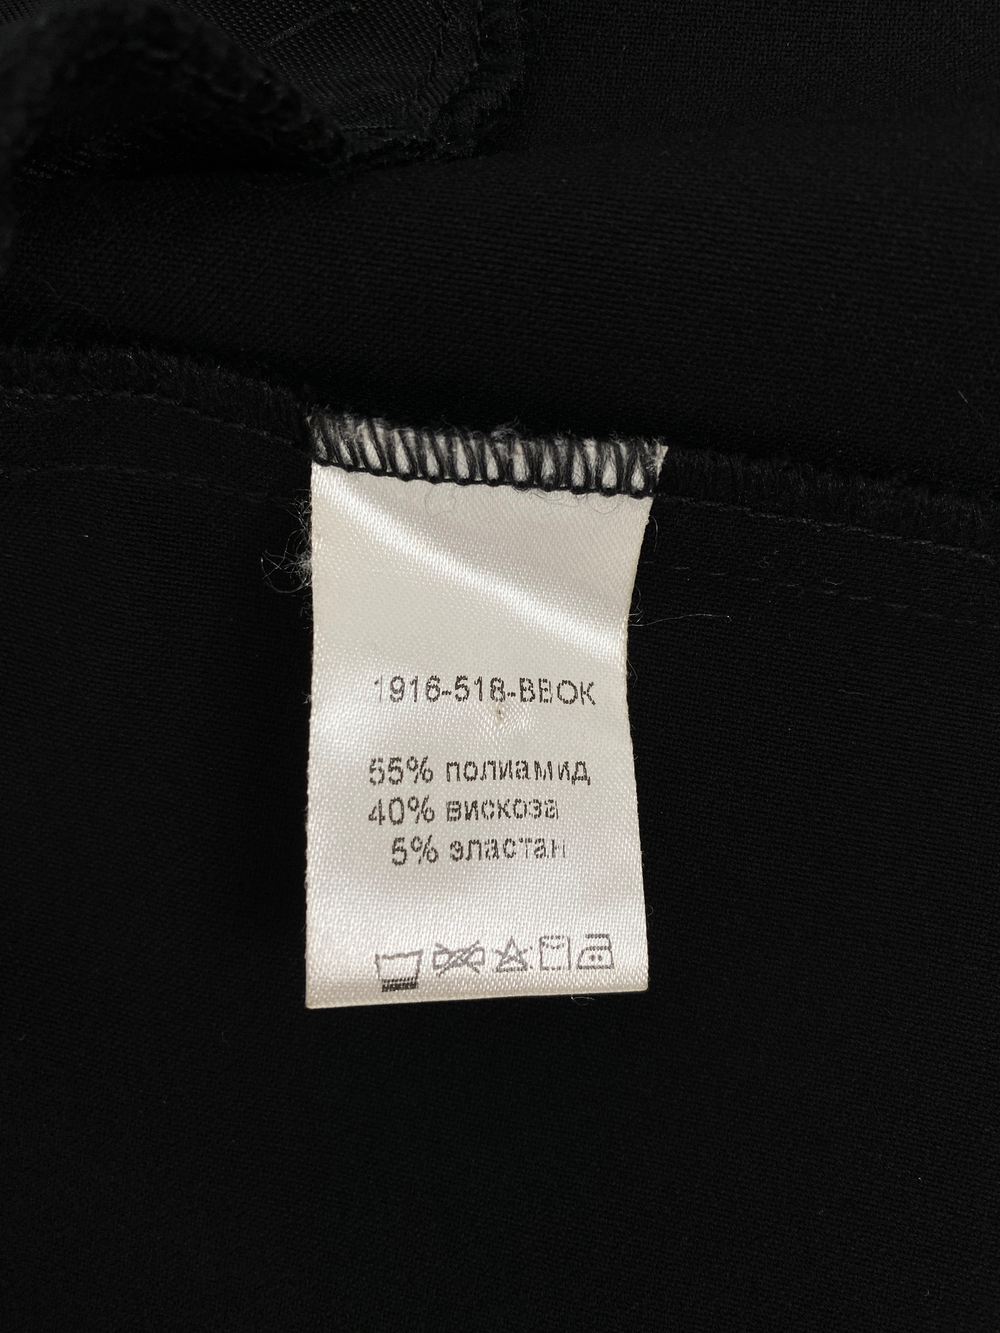 1916-518-ВВОК
55% полиамид
40% вискоза
5% эластан